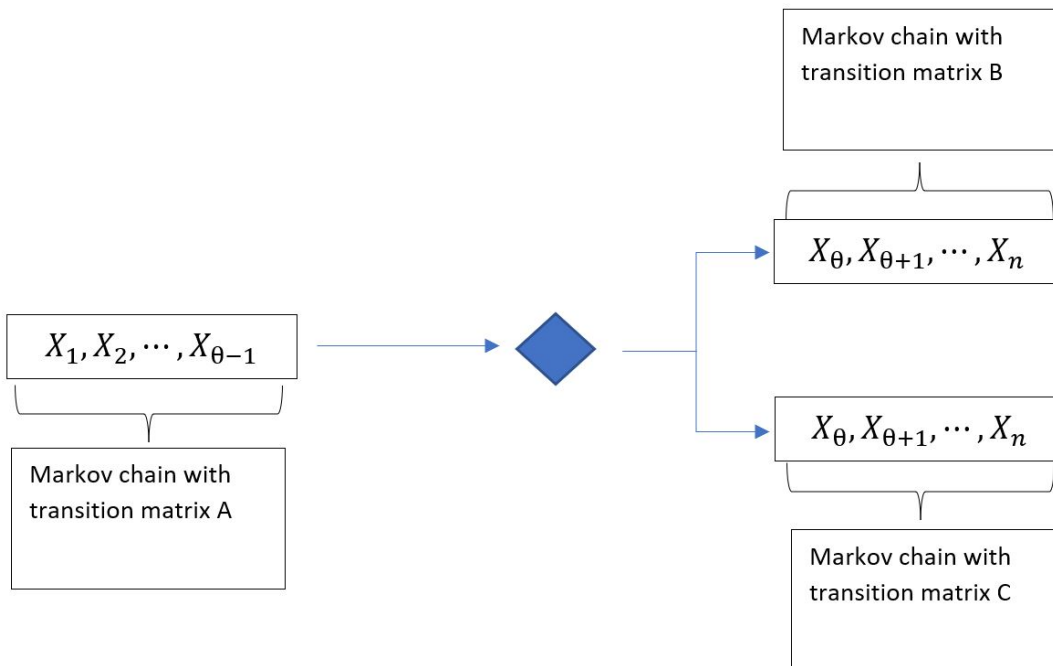 Markov chain with
transition matrix B
X_θ, X_{θ+1}, ⋯, X_n
X_1, X_2, ⋯, X_{θ−1}
Markov chain with
transition matrix A
X_θ, X_{θ+1}, ⋯, X_n
Markov chain with
transition matrix C